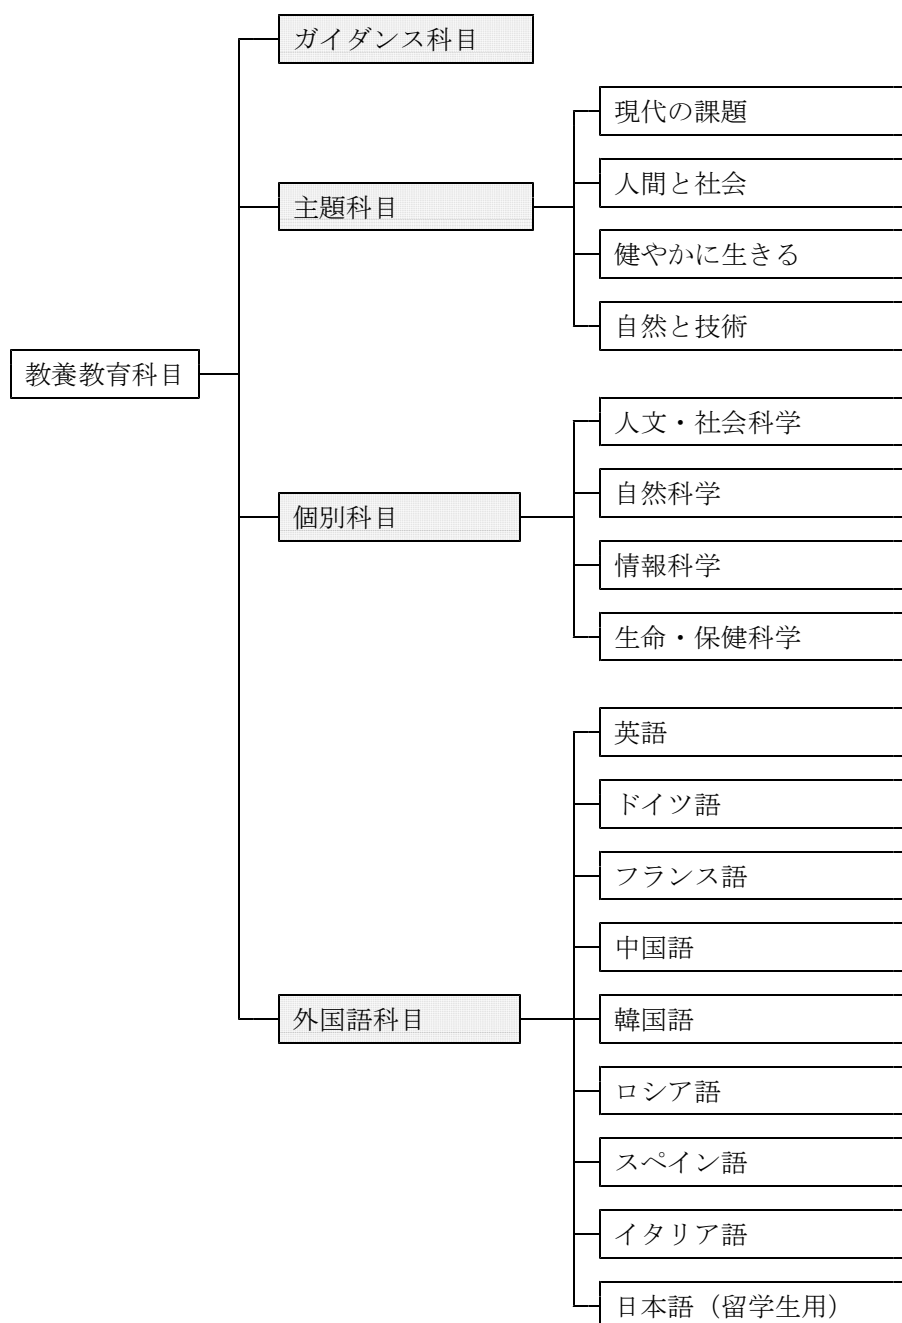 ガイダンス科目
現代の課題
人間と社会
主題科目
健やかに生きる
自然と技術
教養教育科目
人文・社会科学
自然科学
個別科目
情報科学
生命・保健科学
英語
ドイツ語
フランス語
中国語
外国語科目
韓国語
ロシア語
スペイン語
イタリア語
日本語（留学生用）